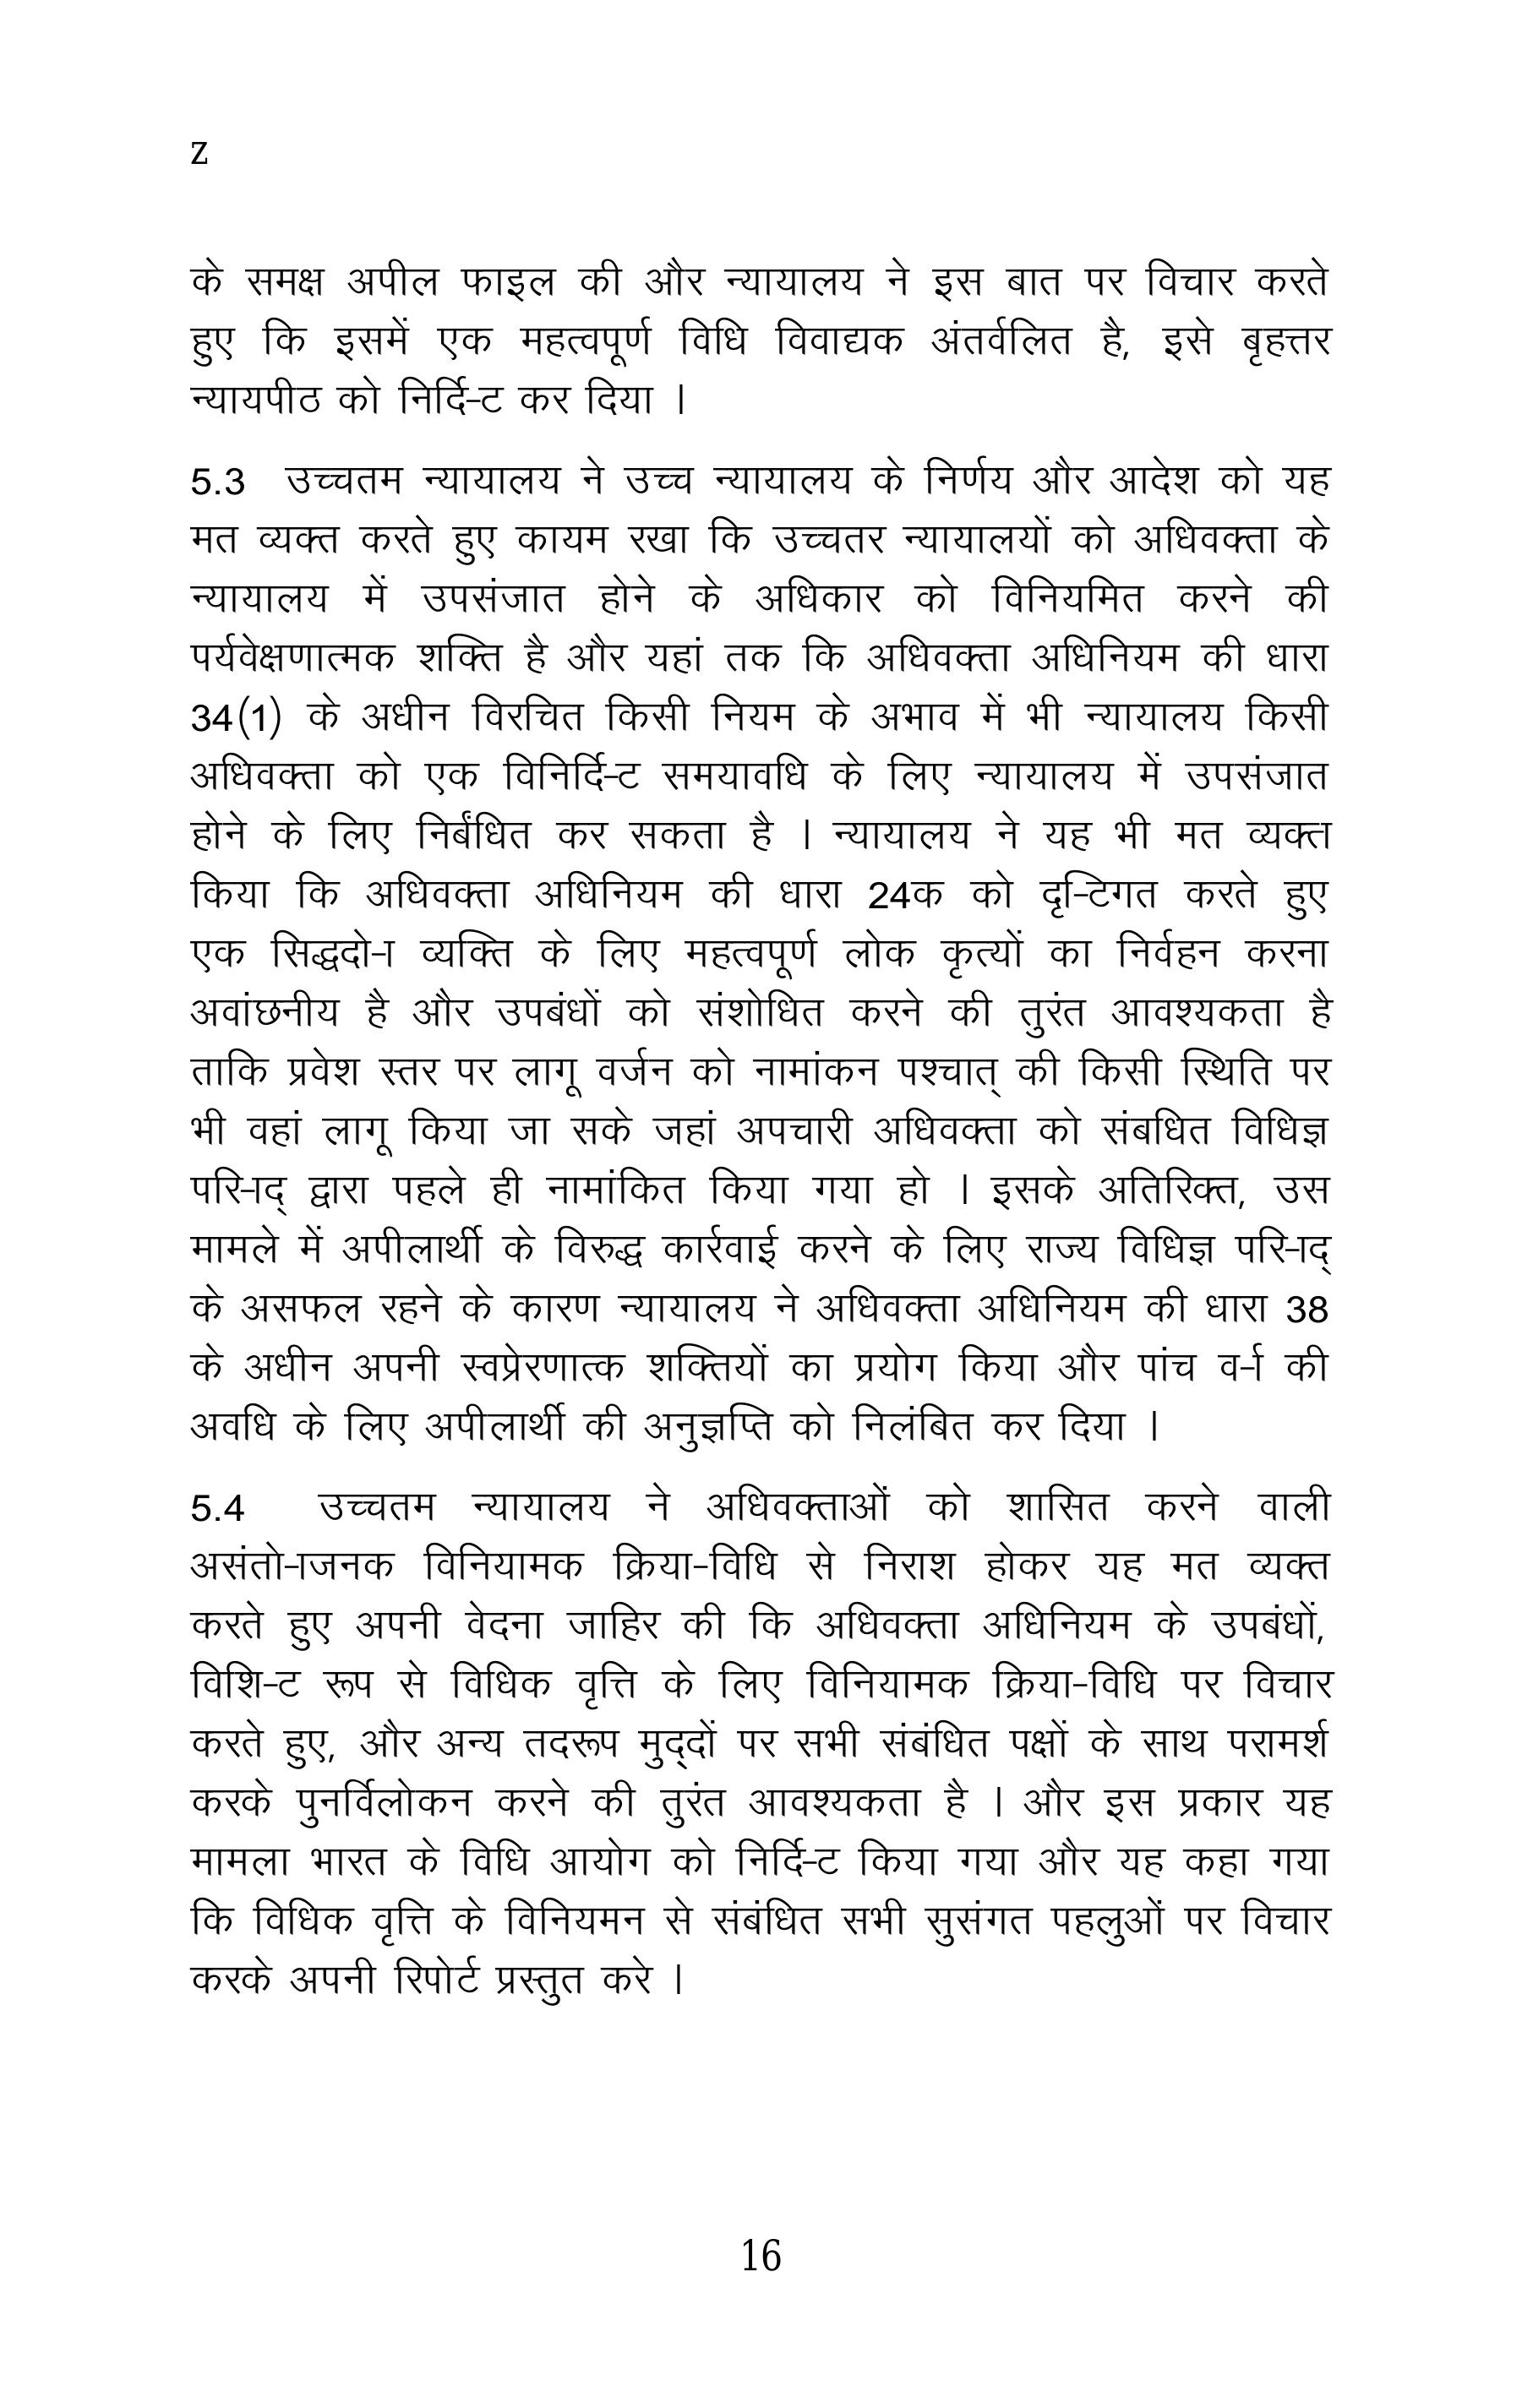 z
के समक्ष अपील फाइल की और न्यायालय ने इस बात पर विचार करते
हुए कि इसमें एक महत्वपूर्ण विधि विवाद्यक अंतर्वलित है, इसे बृहत्तर
न्यायपीठ को निर्दि-ट कर दिया ।
5.3 उच्चतम न्यायालय ने उच्च न्यायालय के निर्णय और आदेश को यह
मत व्यक्त करते हुए कायम रखा कि उच्चतर न्यायालयों को अधिवक्ता के
न्यायालय में उपसंजात होने के अधिकार को विनियमित करने की
पर्यवेक्षणात्मक शक्ति है और यहां तक कि अधिवक्ता अधिनियम की धारा
34(1) के अधीन विरचित किसी नियम के अभाव में भी न्यायालय किसी
अधिवक्ता को एक विनिर्दि-ट समयावधि के लिए न्यायालय में उपसंजात
होने के लिए निर्बंधित कर सकता है । न्यायालय ने यह भी मत व्यक्त
किया कि अधिवक्ता अधिनियम की धारा 24क को दृ-टिगत करते हुए
एक सिद्धदो-ा व्यक्ति के लिए महत्वपूर्ण लोक कृत्यों का निर्वहन करना
अवांछनीय है और उपबंधों को संशोधित करने की तुरंत आवश्यकता है
ताकि प्रवेश स्तर पर लागू वर्जन को नामांकन पश्चात् की किसी स्थिति पर
भी वहां लागू किया जा सके जहां अपचारी अधिवक्ता को संबधित विधिज्ञ
परि-ाद् द्वारा पहले ही नामांकित किया गया हो । इसके अतिरिक्त, उस
मामले में अपीलार्थी के विरुद्ध कार्रवाई करने के लिए राज्य विधिज्ञ परि-ाद्
के असफल रहने के कारण न्यायालय ने अधिवक्ता अधिनियम की धारा 38
के अधीन अपनी स्वप्रेरणात्क शक्तियों का प्रयोग किया और पांच व-र्ा की
अवधि के लिए अपीलार्थी की अनुज्ञप्ति को निलंबित कर दिया ।
5.4 उच्चतम न्यायालय ने अधिवक्ताओं को शासित करने वाली
असंतो-ाजनक विनियामक क्रिया-विधि से निराश होकर यह मत व्यक्त
करते हुए अपनी वेदना जाहिर की कि अधिवक्ता अधिनियम के उपबंधों,
विशि-ट रूप से विधिक वृत्ति के लिए विनियामक क्रिया-विधि पर विचार
करते हुए, और अन्य तदरूप मुद्दों पर सभी संबंधित पक्षों के साथ परामर्श
करके पुनर्विलोकन करने की तुरंत आवश्यकता है । और इस प्रकार यह
मामला भारत के विधि आयोग को निर्दि-ट किया गया और यह कहा गया
कि विधिक वृत्ति के विनियमन से संबंधित सभी सुसंगत पहलुओं पर विचार
करके अपनी रिपोर्ट प्रस्तुत करे ।
16